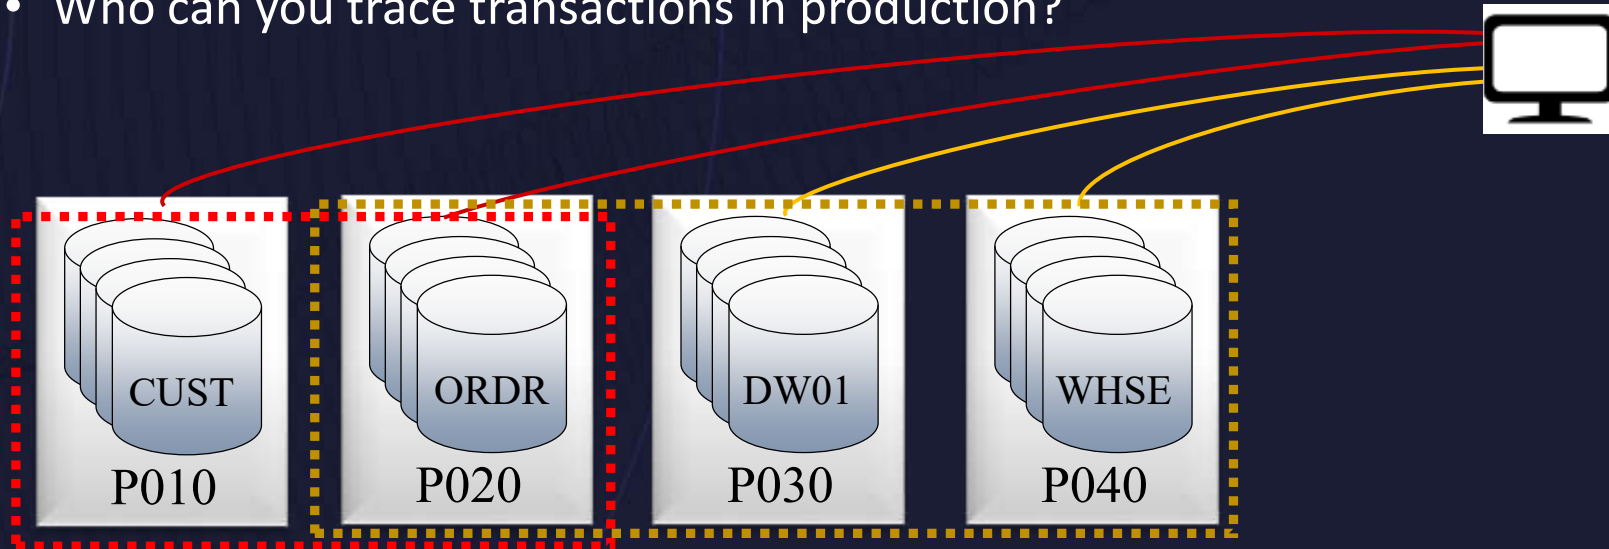 • Who can you trace transactions in production?
CUST
ORDR
DW01
WHSE
P010
P020
P030
P040